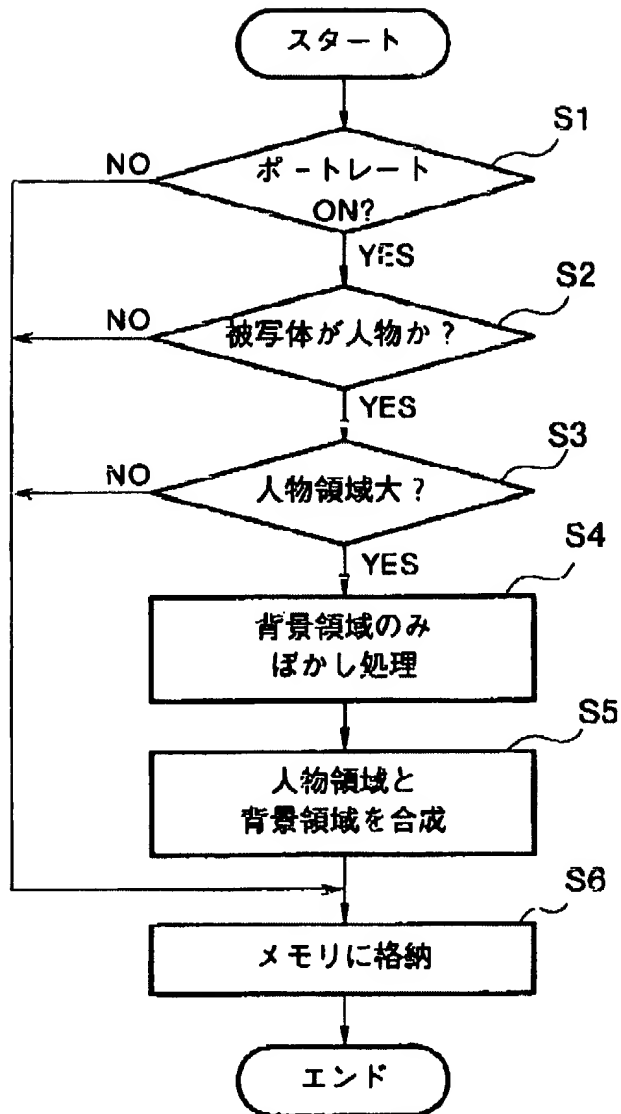 スタート
S1
NO
ポートレート
ON?
YES
S2
NO
被写体が人物か?
YES
S3
NO
人物領域大?
YES
S4
背景領域のみ
ぼかし処理
S5
人物領域と
背景領域を合成
S6
メモリに格納
エンド